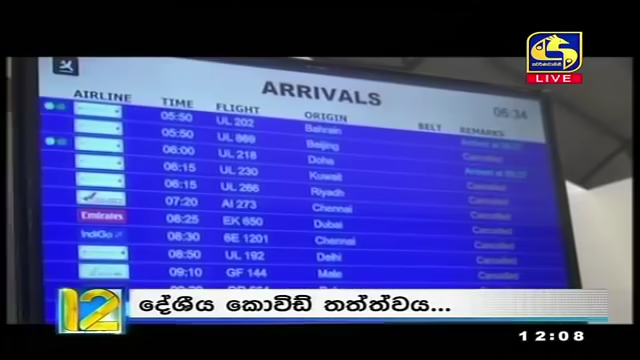 LIVE
ARRIVALS
05:34
AIRLINE TIME FLIGHT ORIGIN BELT REMARKS
05:50 UL 202 Bahrain
05:50 UL 869 Beijing Cancelled
06:00 UL 218 Doha
06:15 UL 230 Kuwait Cancelled
06:15 UL 266 Riyadh Cancelled
07:20 AI 273 Chennai Cancelled
Emirates 08:25 EK 650 Dubai Cancelled
IndiGo 08:30 6E 1201 Chennai Cancelled
08:50 UL 192 Delhi Cancelled
09:10 GF 144 Male Cancelled
12 දේශීය කොවිඩ් තත්ත්වය...
12:08